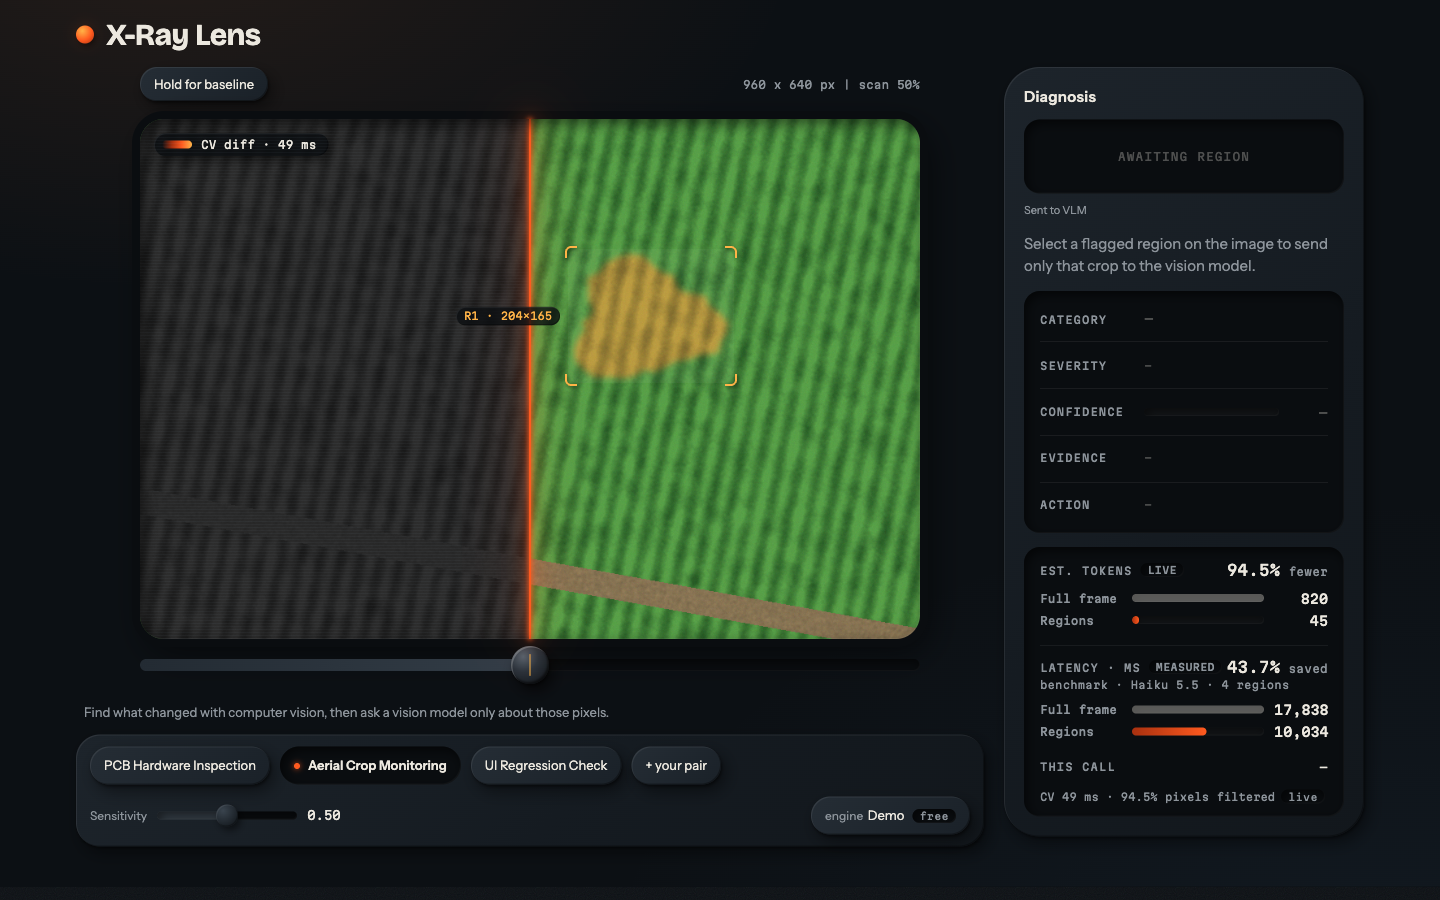 X-Ray Lens
Hold for baseline
960 x 640 px | scan 50%
CV diff · 49 ms
R1 · 204×165
Find what changed with computer vision, then ask a vision model only about those pixels.
PCB Hardware Inspection
Aerial Crop Monitoring
UI Regression Check
+ your pair
Sensitivity 0.50
engine Demo free
Diagnosis
AWAITING REGION
Sent to VLM
Select a flagged region on the image to send
only that crop to the vision model.
CATEGORY —
SEVERITY —
CONFIDENCE —
EVIDENCE —
ACTION —
EST. TOKENS LIVE 94.5% fewer
Full frame 820
Regions 45
LATENCY · MS MEASURED 43.7% saved
benchmark · Haiku 5.5 · 4 regions
Full frame 17,838
Regions 10,034
THIS CALL —
CV 49 ms · 94.5% pixels filtered live